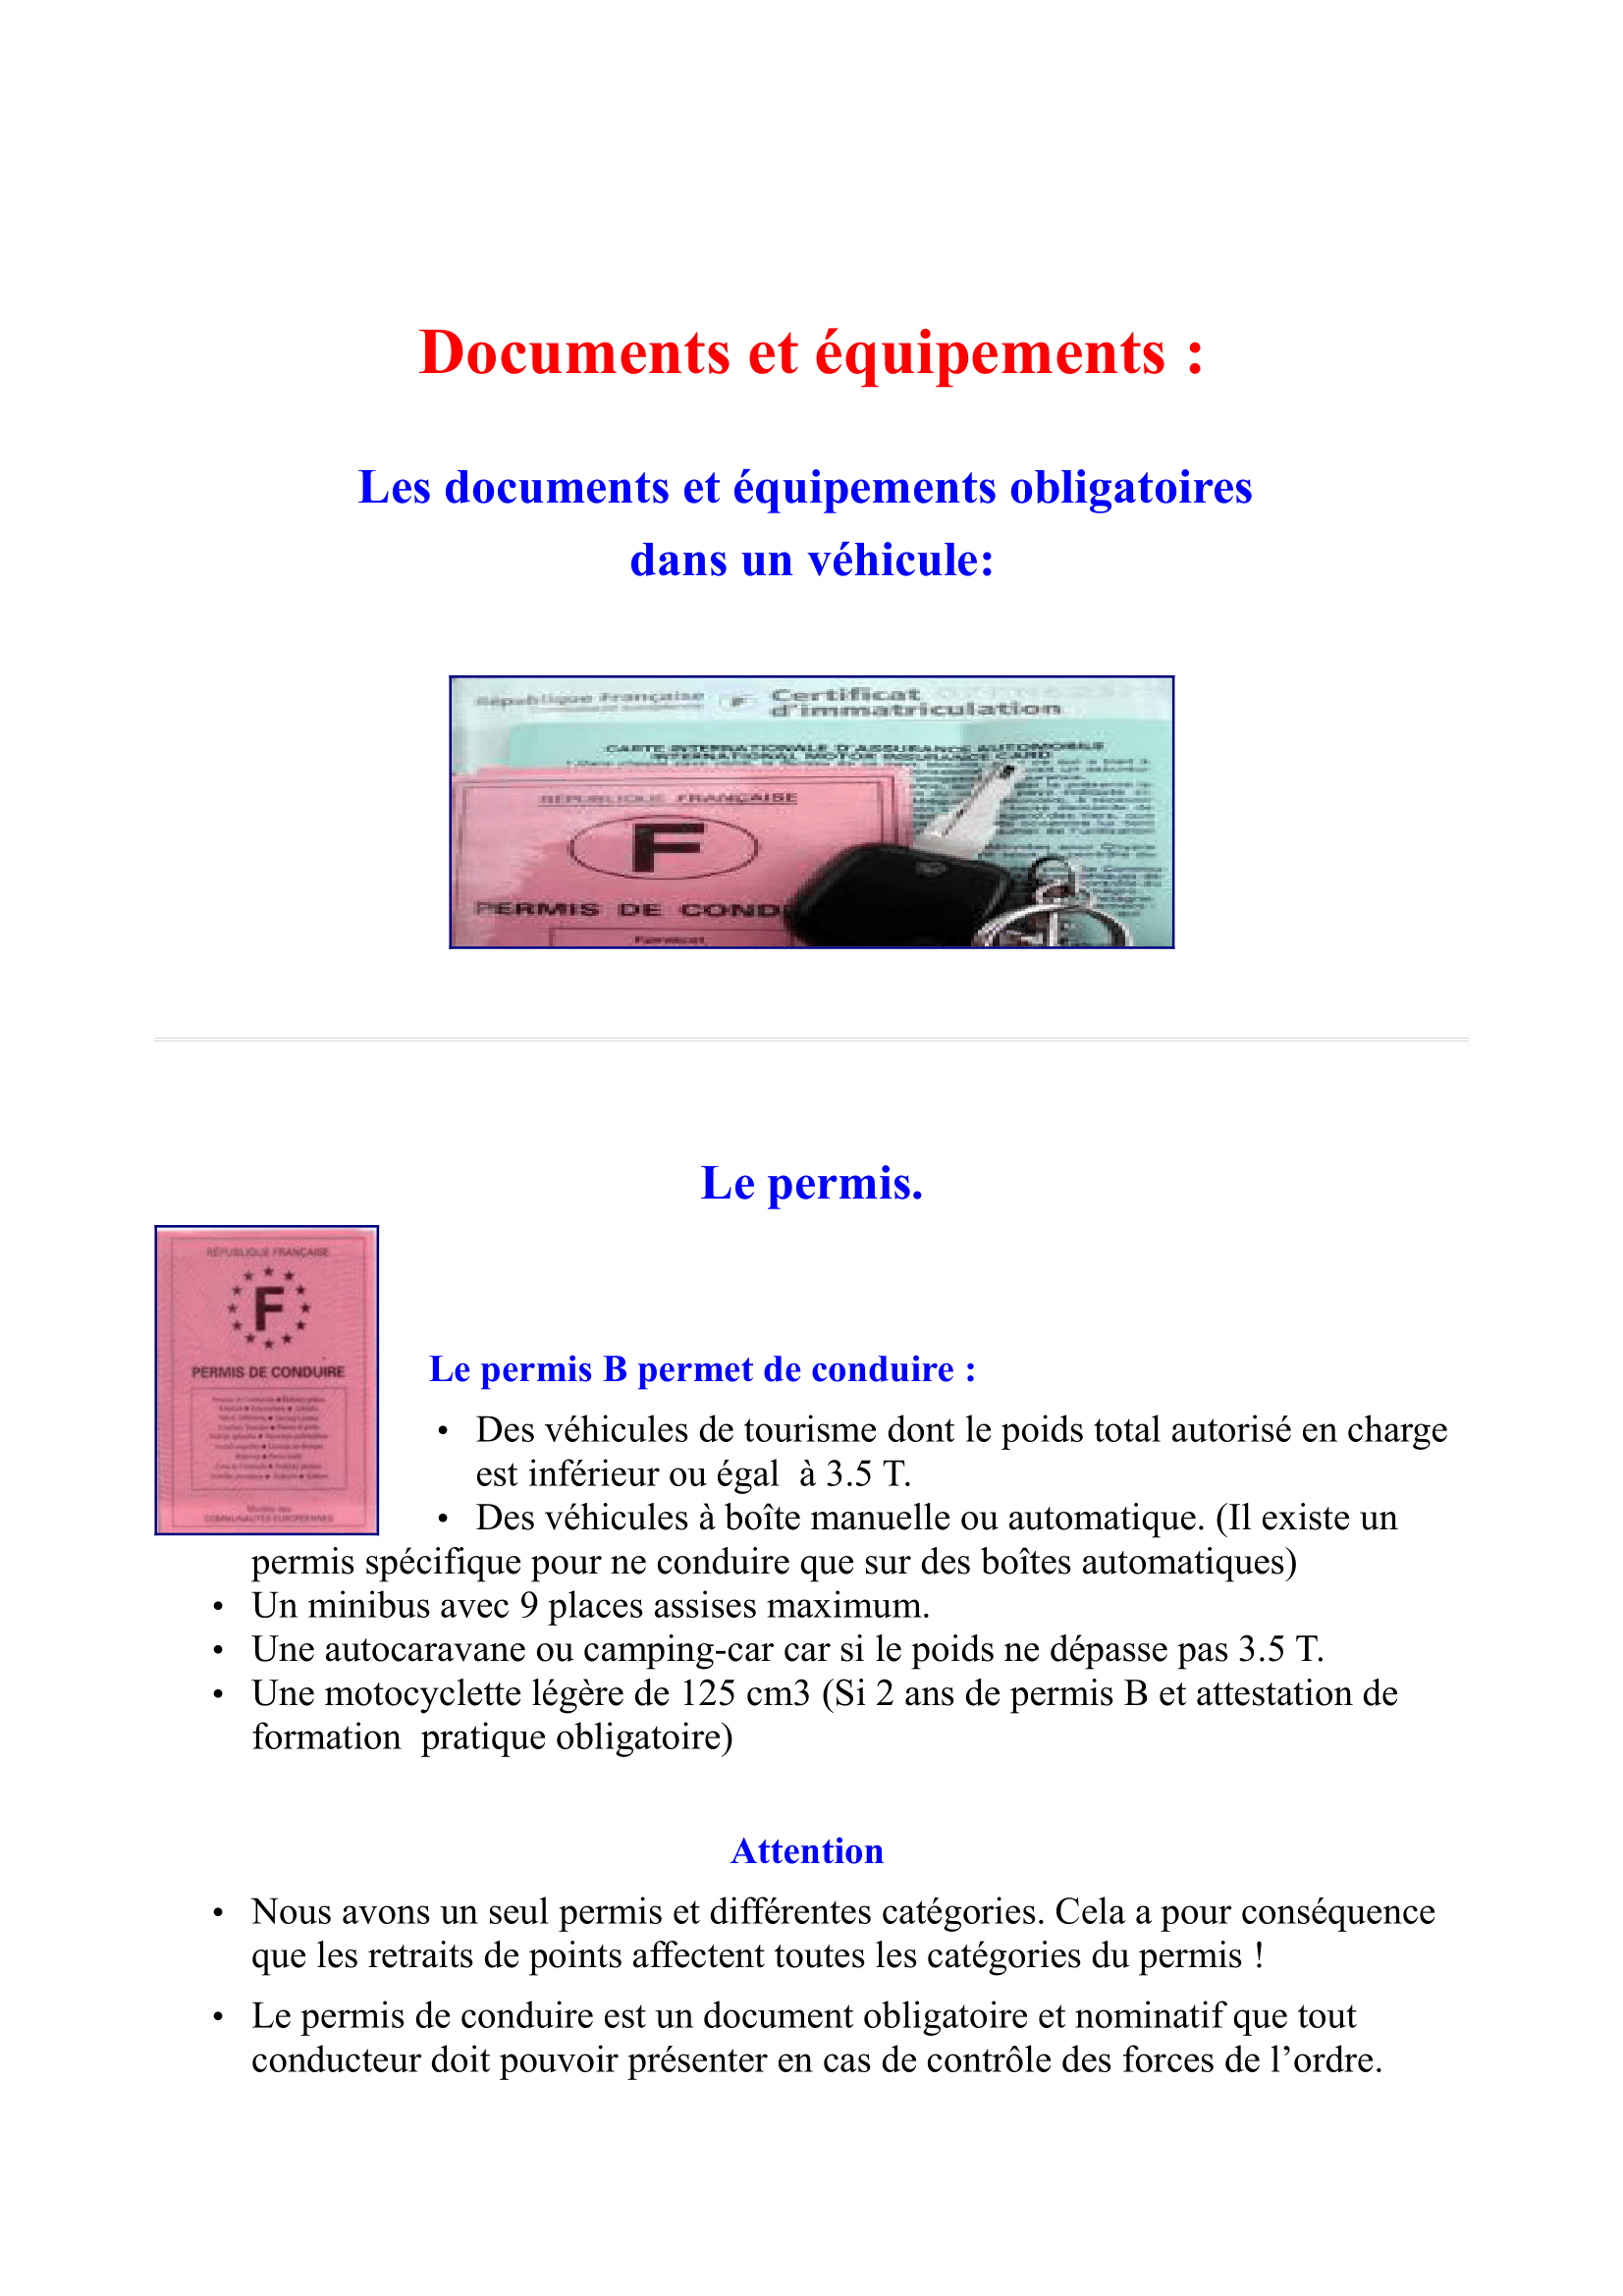 Documents et équipements :
Les documents et équipements obligatoires
dans un véhicule:
République Française F Certificat
d'immatriculation
CARTE INTERNATIONALE D'ASSURANCE AUTOMOBILE
INTERNATIONAL MOTOR INSURANCE CARD
RÉPUBLIQUE FRANÇAISE
F
PERMIS DE COND
Le permis.
RÉPUBLIQUE FRANÇAISE
F
PERMIS DE CONDUIRE
Modèle des
COMMUNAUTÉS EUROPÉENNES
Le permis B permet de conduire :
• Des véhicules de tourisme dont le poids total autorisé en charge
est inférieur ou égal  à 3.5 T.
• Des véhicules à boîte manuelle ou automatique. (Il existe un
permis spécifique pour ne conduire que sur des boîtes automatiques)
• Un minibus avec 9 places assises maximum.
• Une autocaravane ou camping-car car si le poids ne dépasse pas 3.5 T.
• Une motocyclette légère de 125 cm3 (Si 2 ans de permis B et attestation de
formation  pratique obligatoire)
Attention
• Nous avons un seul permis et différentes catégories. Cela a pour conséquence
que les retraits de points affectent toutes les catégories du permis !
• Le permis de conduire est un document obligatoire et nominatif que tout
conducteur doit pouvoir présenter en cas de contrôle des forces de l’ordre.